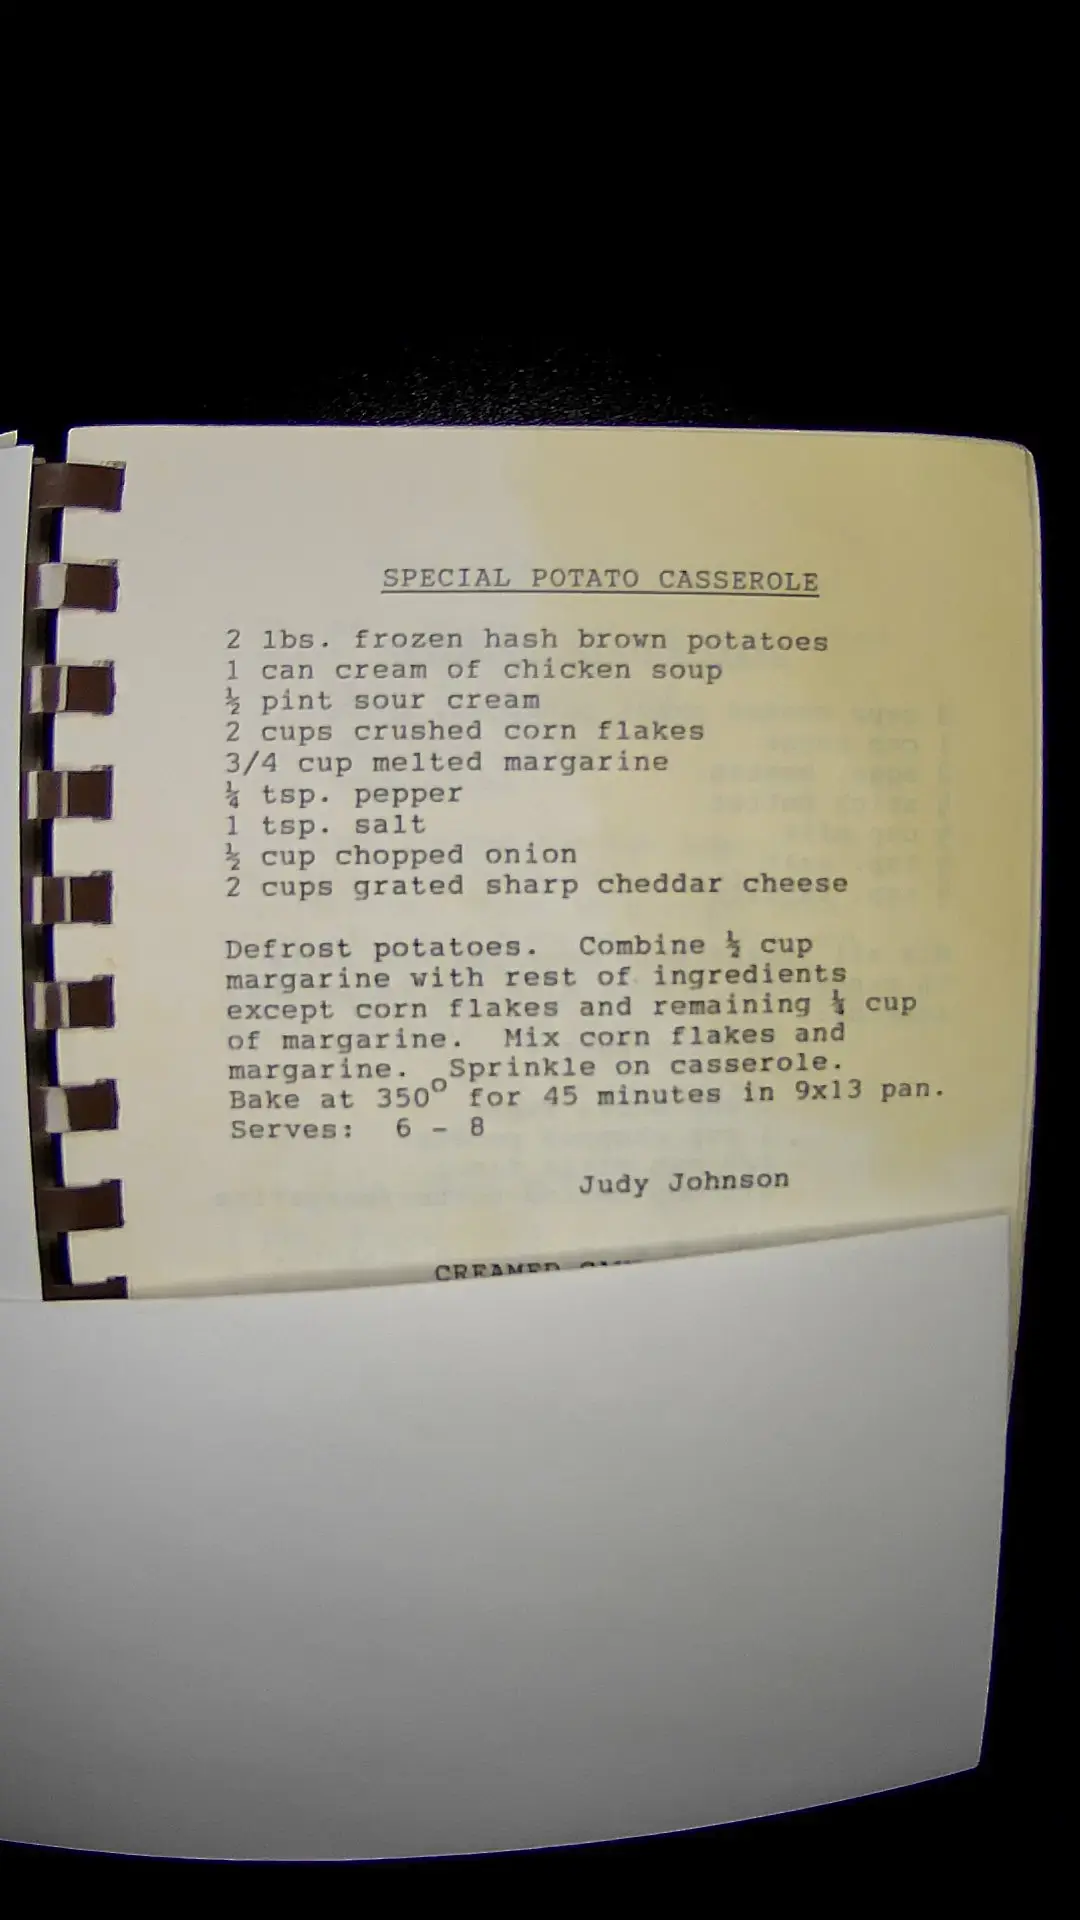 SPECIAL POTATO CASSEROLE
2 lbs. frozen hash brown potatoes
1 can cream of chicken soup
½ pint sour cream
2 cups crushed corn flakes
3/4 cup melted margarine
¼ tsp. pepper
1 tsp. salt
½ cup chopped onion
2 cups grated sharp cheddar cheese
Defrost potatoes. Combine ½ cup
margarine with rest of ingredients
except corn flakes and remaining ¼ cup
of margarine. Mix corn flakes and
margarine. Sprinkle on casserole.
Bake at 350° for 45 minutes in 9x13 pan.
Serves: 6 - 8
Judy Johnson
CREAMED